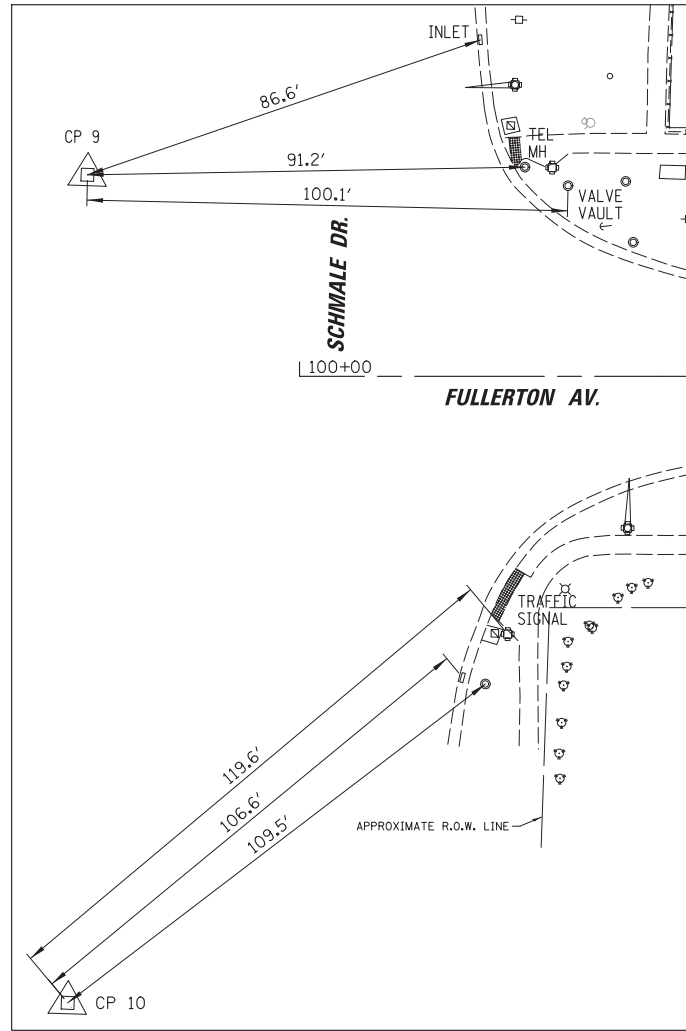 INLET
86.6'
CP 9
TEL
MH
91.2'
100.1'
VALVE
VAULT
SCHMALE DR.
100+00
FULLERTON AV.
TRAFFIC
SIGNAL
119.6'
106.6'
109.5'
APPROXIMATE R.O.W. LINE
CP 10